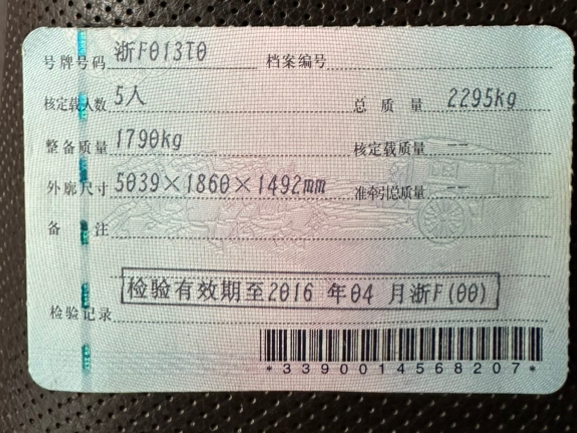 号牌号码 浙F013T0 档案编号
核定载人数 5人 总质量 2295kg
整备质量 1790kg 核定载质量 --
外廓尺寸 5039×1860×1492mm 准牵引总质量 --
备注
检验有效期至2016 年04 月浙F(00)
检验记录
*3390014568207*